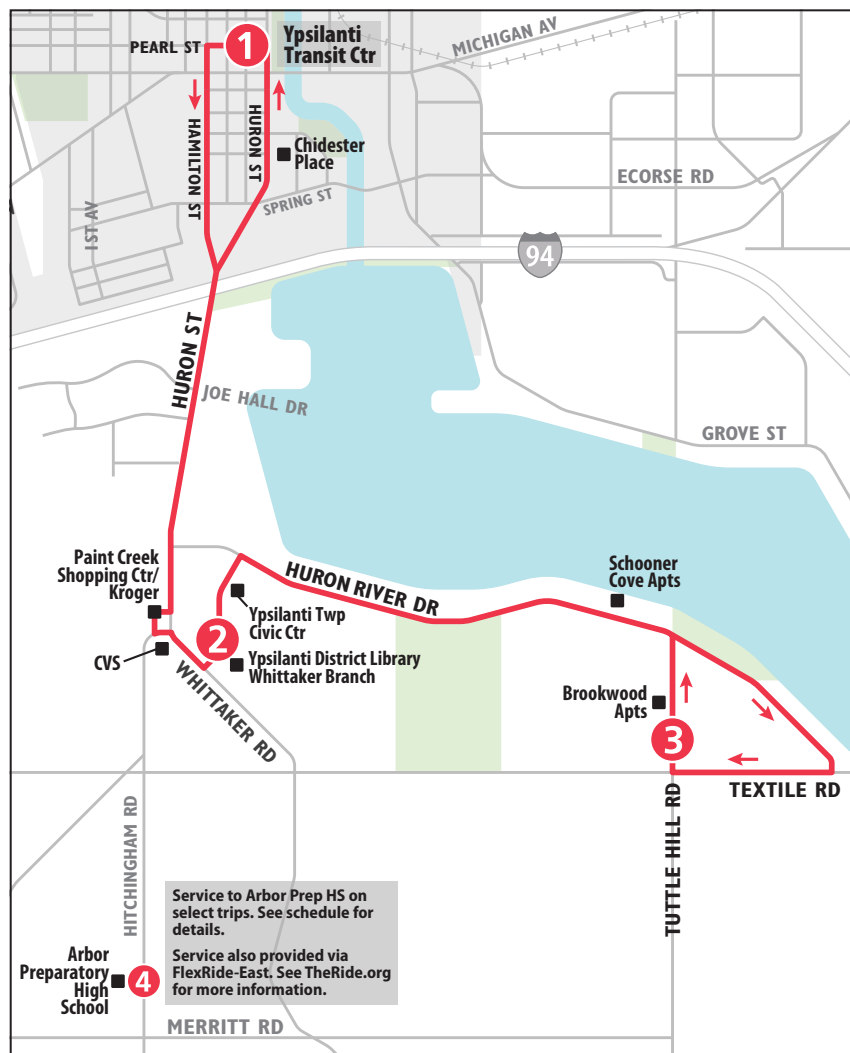 PEARL ST
1
Ypsilanti
Transit Ctr
MICHIGAN AV
HAMILTON ST
HURON ST
Chidester
Place
ECORSE RD
SPRING ST
I ST AV
94
HURON ST
JOE HALL DR
GROVE ST
Paint Creek
Shopping Ctr/
Kroger
HURON RIVER DR
Schooner
Cove Apts
Ypsilanti Twp
Civic Ctr
2
CVS
Ypsilanti District Library
Whittaker Branch
WHITTAKER RD
Brookwood
Apts
3
TEXTILE RD
TUTTLE HILL RD
HITCHINGHAM RD
Service to Arbor Prep HS on
select trips. See schedule for
details.
Service also provided via
FlexRide-East. See TheRide.org
for more information.
Arbor
Preparatory
High
School
4
MERRITT RD